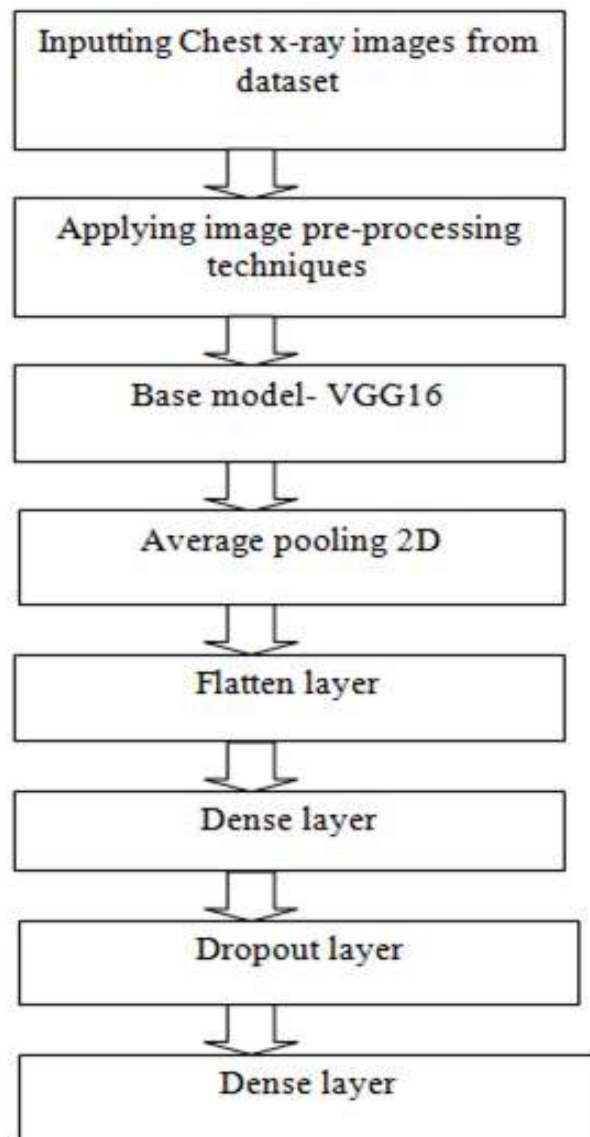 Inputting Chest x-ray images from
dataset
Applying image pre-processing
techniques
Base model- VGG16
Average pooling 2D
Flatten layer
Dense layer
Dropout layer
Dense layer